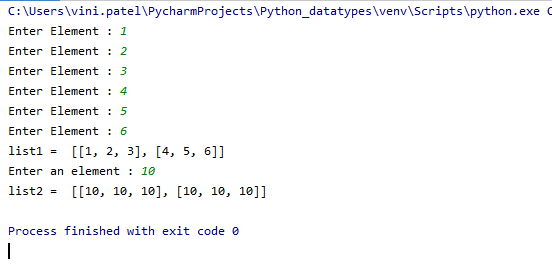 C:\Users\vini.patel\PycharmProjects\Python_datatypes\venv\Scripts\python.exe C
Enter Element : 1
Enter Element : 2
Enter Element : 3
Enter Element : 4
Enter Element : 5
Enter Element : 6
list1 =  [[1, 2, 3], [4, 5, 6]]
Enter an element : 10
list2 =  [[10, 10, 10], [10, 10, 10]]
Process finished with exit code 0